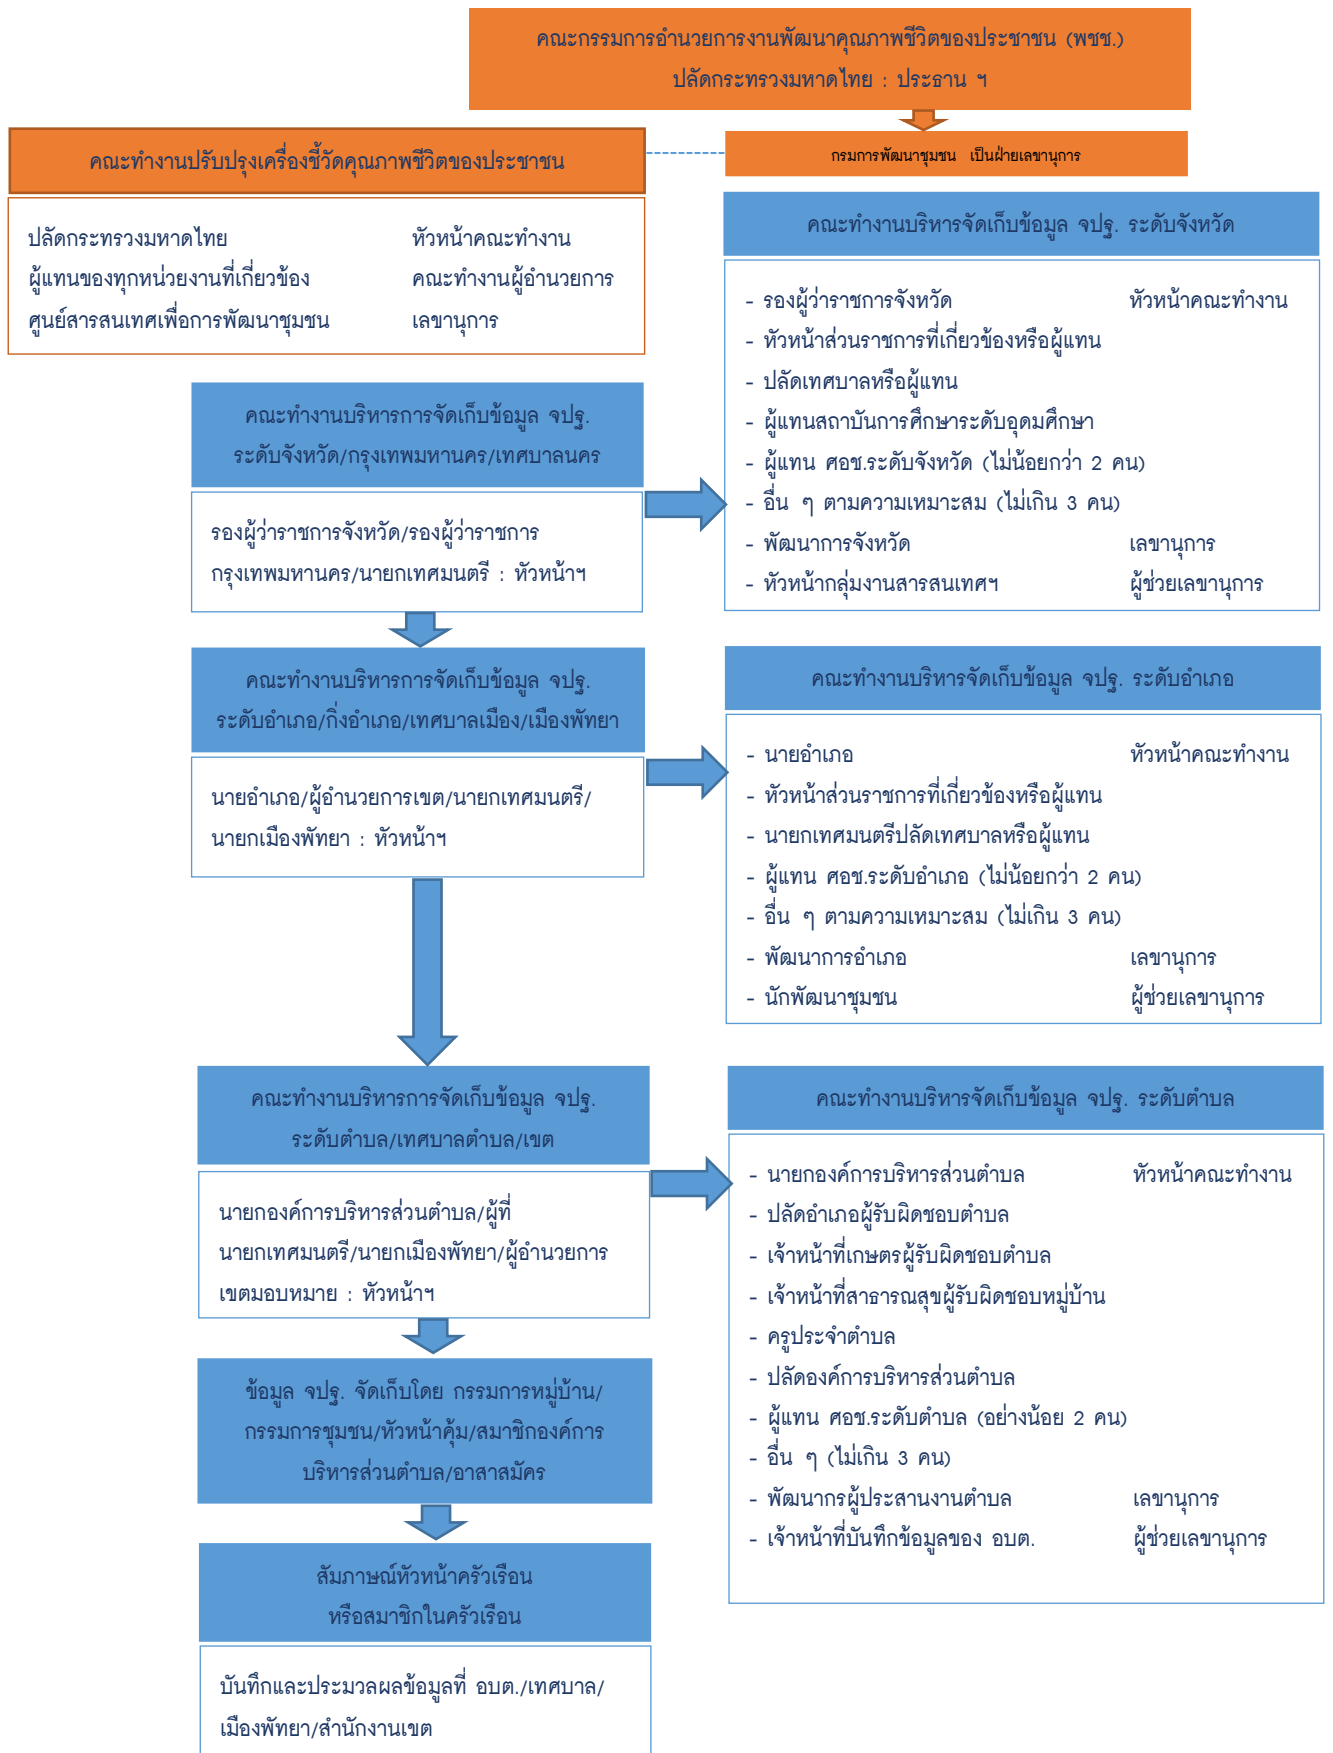 คณะกรรมการอำนวยการงานพัฒนาคุณภาพชีวิตของประชาชน (พชช.)
ปลัดกระทรวงมหาดไทย : ประธาน ฯ
คณะทำงานปรับปรุงเครื่องชี้วัดคุณภาพชีวิตของประชาชน
กรมการพัฒนาชุมชน เป็นฝ่ายเลขานุการ
ปลัดกระทรวงมหาดไทย หัวหน้าคณะทำงาน
ผู้แทนของทุกหน่วยงานที่เกี่ยวข้อง คณะทำงานผู้อำนวยการ
ศูนย์สารสนเทศเพื่อการพัฒนาชุมชน เลขานุการ
คณะทำงานบริหารจัดเก็บข้อมูล จปฐ. ระดับจังหวัด
- รองผู้ว่าราชการจังหวัด หัวหน้าคณะทำงาน
- หัวหน้าส่วนราชการที่เกี่ยวข้องหรือผู้แทน
- ปลัดเทศบาลหรือผู้แทน
- ผู้แทนสถาบันการศึกษาระดับอุดมศึกษา
- ผู้แทน ศอช.ระดับจังหวัด (ไม่น้อยกว่า 2 คน)
- อื่น ๆ ตามความเหมาะสม (ไม่เกิน 3 คน)
- พัฒนาการจังหวัด เลขานุการ
- หัวหน้ากลุ่มงานสารสนเทศฯ ผู้ช่วยเลขานุการ
คณะทำงานบริหารการจัดเก็บข้อมูล จปฐ.
ระดับจังหวัด/กรุงเทพมหานคร/เทศบาลนคร
รองผู้ว่าราชการจังหวัด/รองผู้ว่าราชการ
กรุงเทพมหานคร/นายกเทศมนตรี : หัวหน้าฯ
คณะทำงานบริหารการจัดเก็บข้อมูล จปฐ.
ระดับอำเภอ/กิ่งอำเภอ/เทศบาลเมือง/เมืองพัทยา
นายอำเภอ/ผู้อำนวยการเขต/นายกเทศมนตรี/
นายกเมืองพัทยา : หัวหน้าฯ
คณะทำงานบริหารจัดเก็บข้อมูล จปฐ. ระดับอำเภอ
- นายอำเภอ หัวหน้าคณะทำงาน
- หัวหน้าส่วนราชการที่เกี่ยวข้องหรือผู้แทน
- นายกเทศมนตรีปลัดเทศบาลหรือผู้แทน
- ผู้แทน ศอช.ระดับอำเภอ (ไม่น้อยกว่า 2 คน)
- อื่น ๆ ตามความเหมาะสม (ไม่เกิน 3 คน)
- พัฒนาการอำเภอ เลขานุการ
- นักพัฒนาชุมชน ผู้ช่วยเลขานุการ
คณะทำงานบริหารการจัดเก็บข้อมูล จปฐ.
ระดับตำบล/เทศบาลตำบล/เขต
นายกองค์การบริหารส่วนตำบล/ผู้ที่
นายกเทศมนตรี/นายกเมืองพัทยา/ผู้อำนวยการ
เขตมอบหมาย : หัวหน้าฯ
คณะทำงานบริหารจัดเก็บข้อมูล จปฐ. ระดับตำบล
- นายกองค์การบริหารส่วนตำบล หัวหน้าคณะทำงาน
- ปลัดอำเภอผู้รับผิดชอบตำบล
- เจ้าหน้าที่เกษตรผู้รับผิดชอบตำบล
- เจ้าหน้าที่สาธารณสุขผู้รับผิดชอบหมู่บ้าน
- ครูประจำตำบล
- ปลัดองค์การบริหารส่วนตำบล
- ผู้แทน ศอช.ระดับตำบล (อย่างน้อย 2 คน)
- อื่น ๆ (ไม่เกิน 3 คน)
- พัฒนากรผู้ประสานงานตำบล เลขานุการ
- เจ้าหน้าที่บันทึกข้อมูลของ อบต. ผู้ช่วยเลขานุการ
ข้อมูล จปฐ. จัดเก็บโดย กรรมการหมู่บ้าน/
กรรมการชุมชน/หัวหน้าคุ้ม/สมาชิกองค์การ
บริหารส่วนตำบล/อาสาสมัคร
สัมภาษณ์หัวหน้าครัวเรือน
หรือสมาชิกในครัวเรือน
บันทึกและประมวลผลข้อมูลที่ อบต./เทศบาล/
เมืองพัทยา/สำนักงานเขต